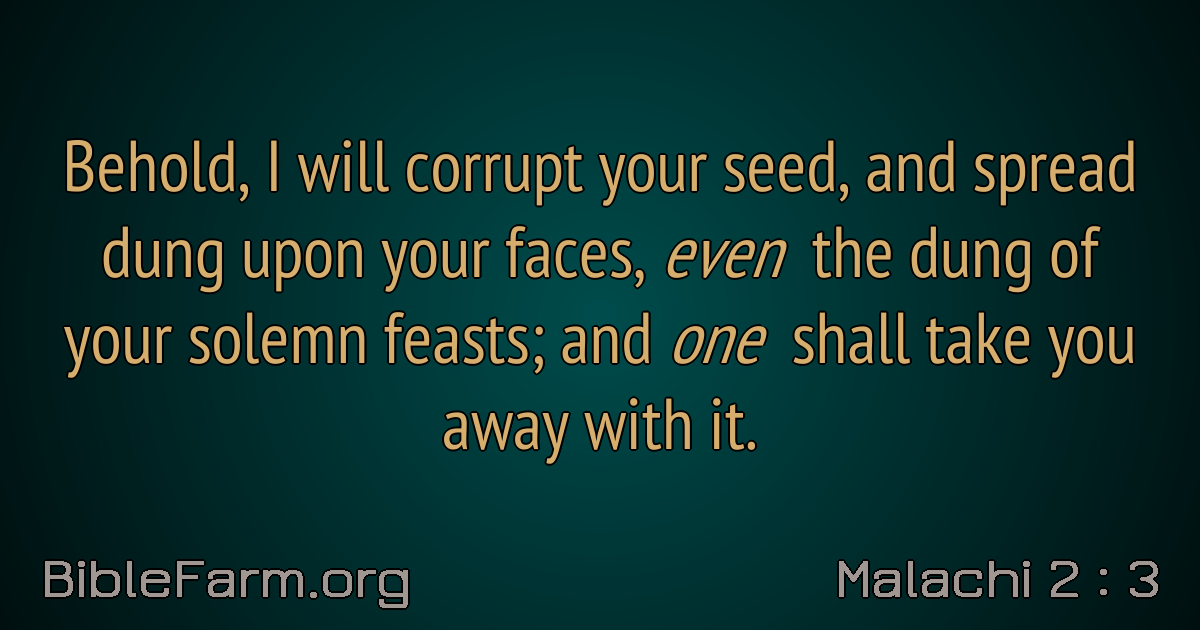 Behold, I will corrupt your seed, and spread
dung upon your faces, even the dung of
your solemn feasts; and one shall take you
away with it.
BibleFarm.org
Malachi 2 : 3